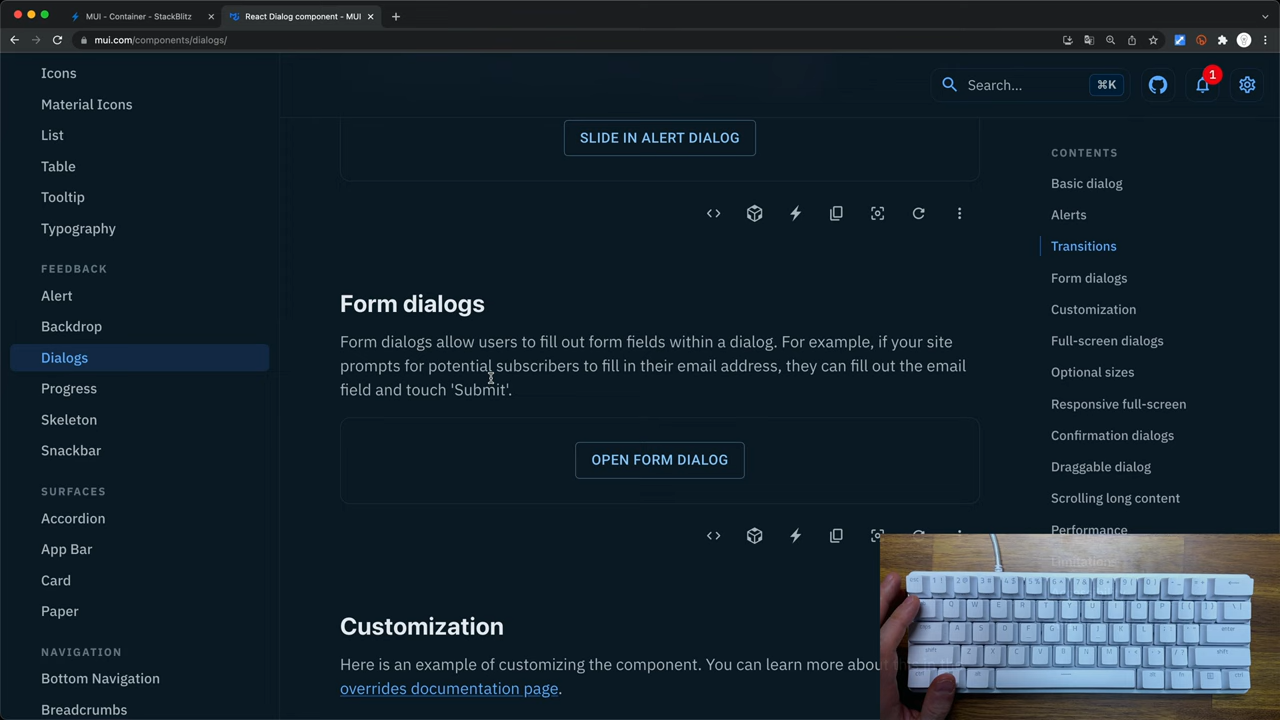 MUI - Container - StackBlitz
React Dialog component - MUI
mui.com/components/dialogs/
Icons
Material Icons
List
Table
Tooltip
Typography
FEEDBACK
Alert
Backdrop
Dialogs
Progress
Skeleton
Snackbar
SURFACES
Accordion
App Bar
Card
Paper
NAVIGATION
Bottom Navigation
Breadcrumbs
Search...
⌘K
1
SLIDE IN ALERT DIALOG
Form dialogs
Form dialogs allow users to fill out form fields within a dialog. For example, if your site
prompts for potential subscribers to fill in their email address, they can fill out the email
field and touch 'Submit'.
OPEN FORM DIALOG
Customization
Here is an example of customizing the component. You can learn more about
overrides documentation page.
CONTENTS
Basic dialog
Alerts
Transitions
Form dialogs
Customization
Full-screen dialogs
Optional sizes
Responsive full-screen
Confirmation dialogs
Draggable dialog
Scrolling long content
Performance